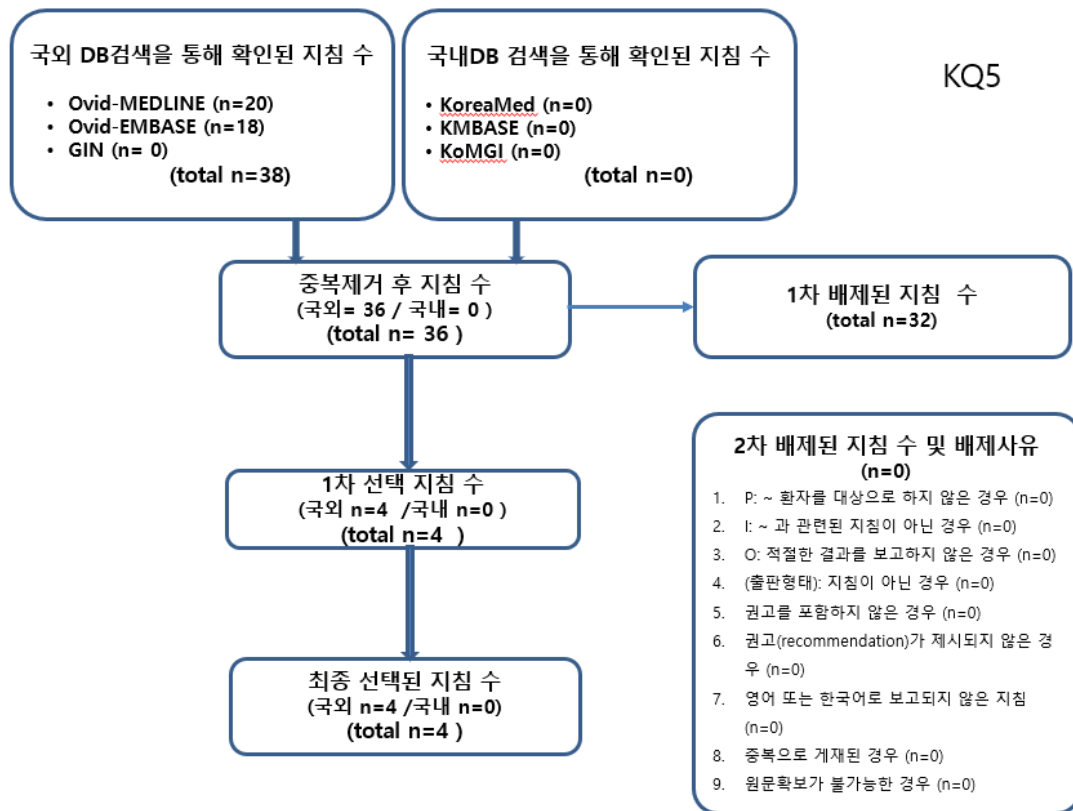 국외 DB검색을 통해 확인된 지침 수
• Ovid-MEDLINE (n=20)
• Ovid-EMBASE (n=18)
• GIN (n= 0)
(total n=38)
국내DB 검색을 통해 확인된 지침 수
• KoreaMed (n=0)
• KMBASE (n=0)
• KoMGI (n=0)
(total n=0)
KQ5
중복제거 후 지침 수
(국외= 36 / 국내= 0 )
(total n= 36 )
1차 배제된 지침 수
(total n=32)
1차 선택 지침 수
(국외 n=4 /국내 n=0 )
(total n=4 )
2차 배제된 지침 수 및 배제사유
(n=0)
1. P: ~ 환자를 대상으로 하지 않은 경우 (n=0)
2. I: ~ 과 관련된 지침이 아닌 경우 (n=0)
3. O: 적절한 결과를 보고하지 않은 경우 (n=0)
4. (출판형태): 지침이 아닌 경우 (n=0)
5. 권고를 포함하지 않은 경우 (n=0)
6. 권고(recommendation)가 제시되지 않은 경
우 (n=0)
7. 영어 또는 한국어로 보고되지 않은 지침
(n=0)
8. 중복으로 게재된 경우 (n=0)
9. 원문확보가 불가능한 경우 (n=0)
최종 선택된 지침 수
(국외 n=4 /국내 n=0)
(total n=4 )